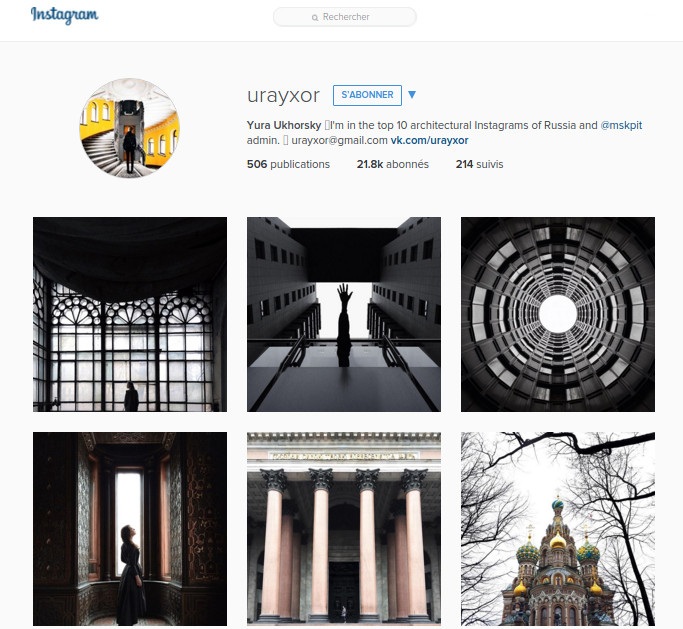 Instagram
Rechercher
urayxor S'ABONNER
Yura Ukhorsky I'm in the top 10 architectural Instagrams of Russia and @mskpit
admin. urayxor@gmail.com vk.com/urayxor
506 publications 21.8k abonnés 214 suivis